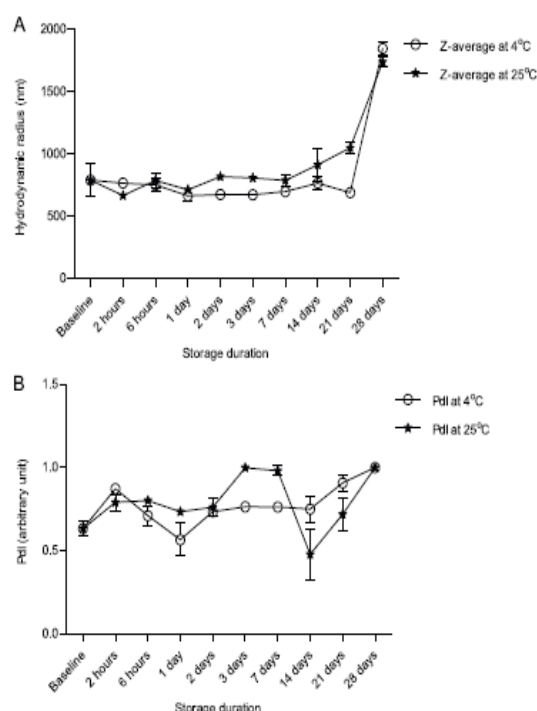 A
2000
1500
1000
500
0
Hydrodynamic radius (nm)
Z-average at 4°C
Z-average at 25°C
Baseline
2 hours
6 hours
1 day
2 days
3 days
7 days
14 days
21 days
28 days
Storage duration
B
1.5
1.0
0.5
0.0
PdI (arbitrary unit)
PdI at 4°C
PdI at 25°C
Baseline
2 hours
6 hours
1 day
2 days
3 days
7 days
14 days
21 days
28 days
Storage duration